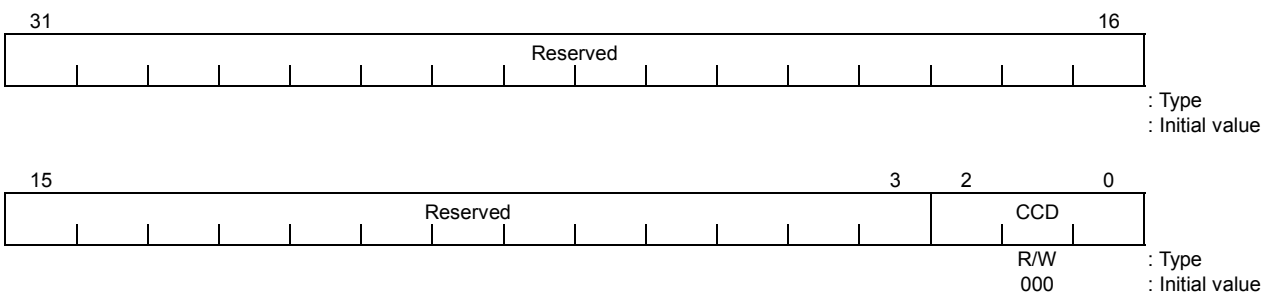 31 16
Reserved
: Type
: Initial value
15 3 2 0
Reserved CCD
R/W : Type
000 : Initial value